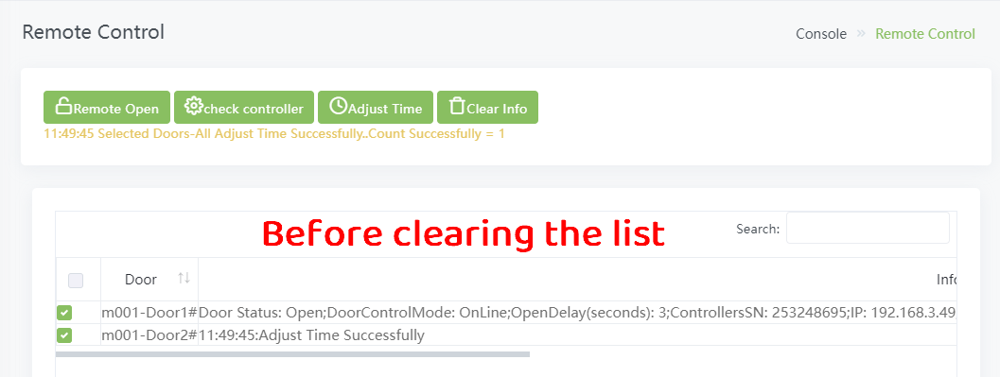 Remote Control
Console » Remote Control
Remote Open check controller Adjust Time Clear Info
11:49:45 Selected Doors-All Adjust Time Successfully..Count Successfully = 1
Before clearing the list
Search:
Door Info
m001-Door1# Door Status: Open;DoorControlMode: OnLine;OpenDelay(seconds): 3;ControllersSN: 253248695;IP: 192.168.3.49,
m001-Door2# 11:49:45:Adjust Time Successfully